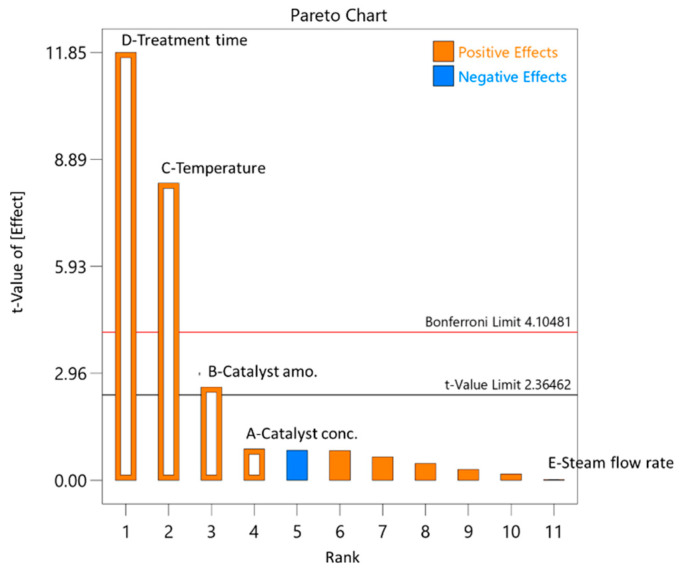 Pareto Chart
D-Treatment time
Positive Effects
Negative Effects
11.85
C-Temperature
8.89
t-Value of [Effect]
5.93
Bonferroni Limit 4.10481
B-Catalyst amo.
2.96
t-Value Limit 2.36462
A-Catalyst conc.
E-Steam flow rate
0.00
1 2 3 4 5 6 7 8 9 10 11
Rank